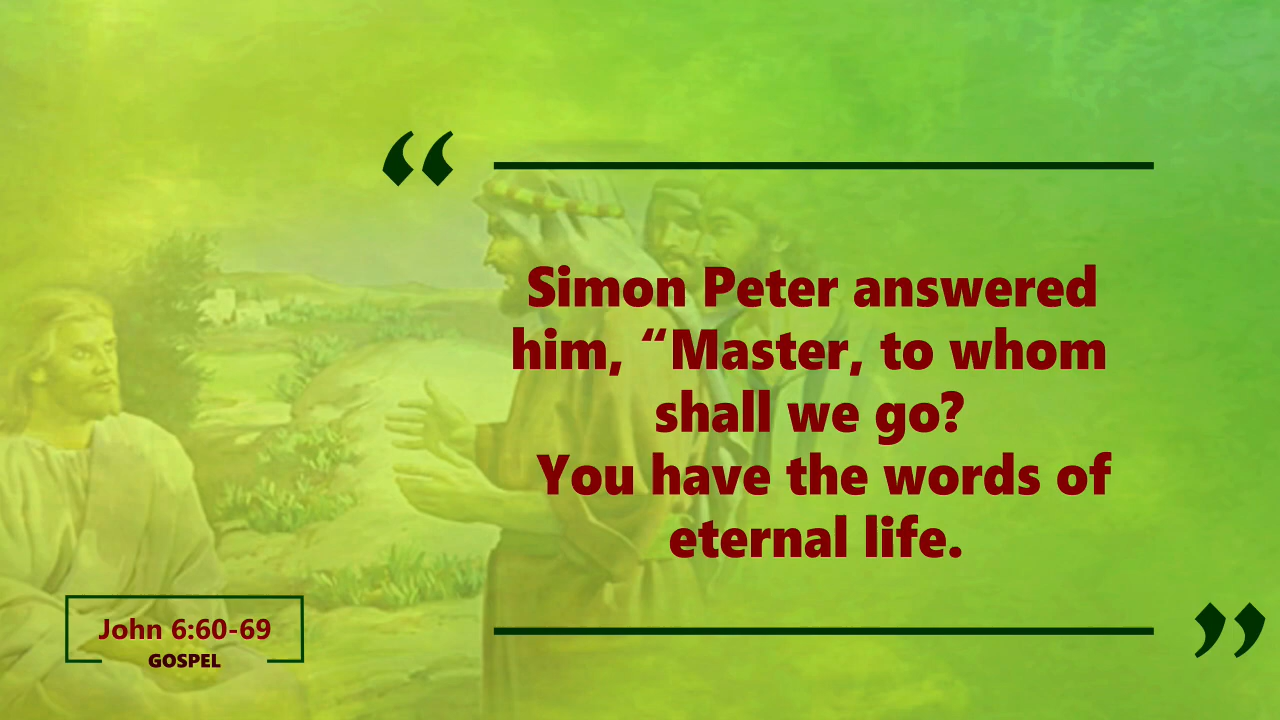 “
Simon Peter answered
him, “Master, to whom
shall we go?
You have the words of
eternal life.
”
John 6:60-69
GOSPEL